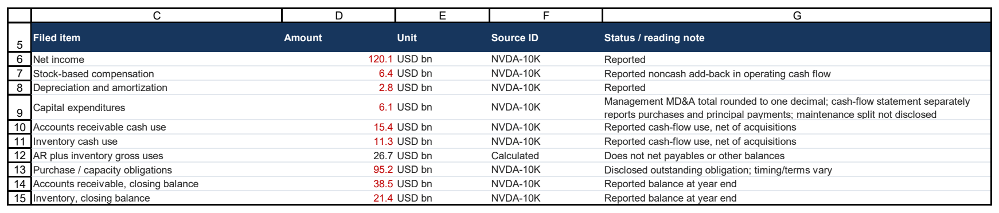 C D E F G
5 Filed item Amount Unit Source ID Status / reading note
6 Net income 120.1 USD bn NVDA-10K Reported
7 Stock-based compensation 6.4 USD bn NVDA-10K Reported noncash add-back in operating cash flow
8 Depreciation and amortization 2.8 USD bn NVDA-10K Reported
9 Capital expenditures 6.1 USD bn NVDA-10K Management MD&A total rounded to one decimal; cash-flow statement separately
reports purchases and principal payments; maintenance split not disclosed
10 Accounts receivable cash use 15.4 USD bn NVDA-10K Reported cash-flow use, net of acquisitions
11 Inventory cash use 11.3 USD bn NVDA-10K Reported cash-flow use, net of acquisitions
12 AR plus inventory gross uses 26.7 USD bn Calculated Does not net payables or other balances
13 Purchase / capacity obligations 95.2 USD bn NVDA-10K Disclosed outstanding obligation; timing/terms vary
14 Accounts receivable, closing balance 38.5 USD bn NVDA-10K Reported balance at year end
15 Inventory, closing balance 21.4 USD bn NVDA-10K Reported balance at year end